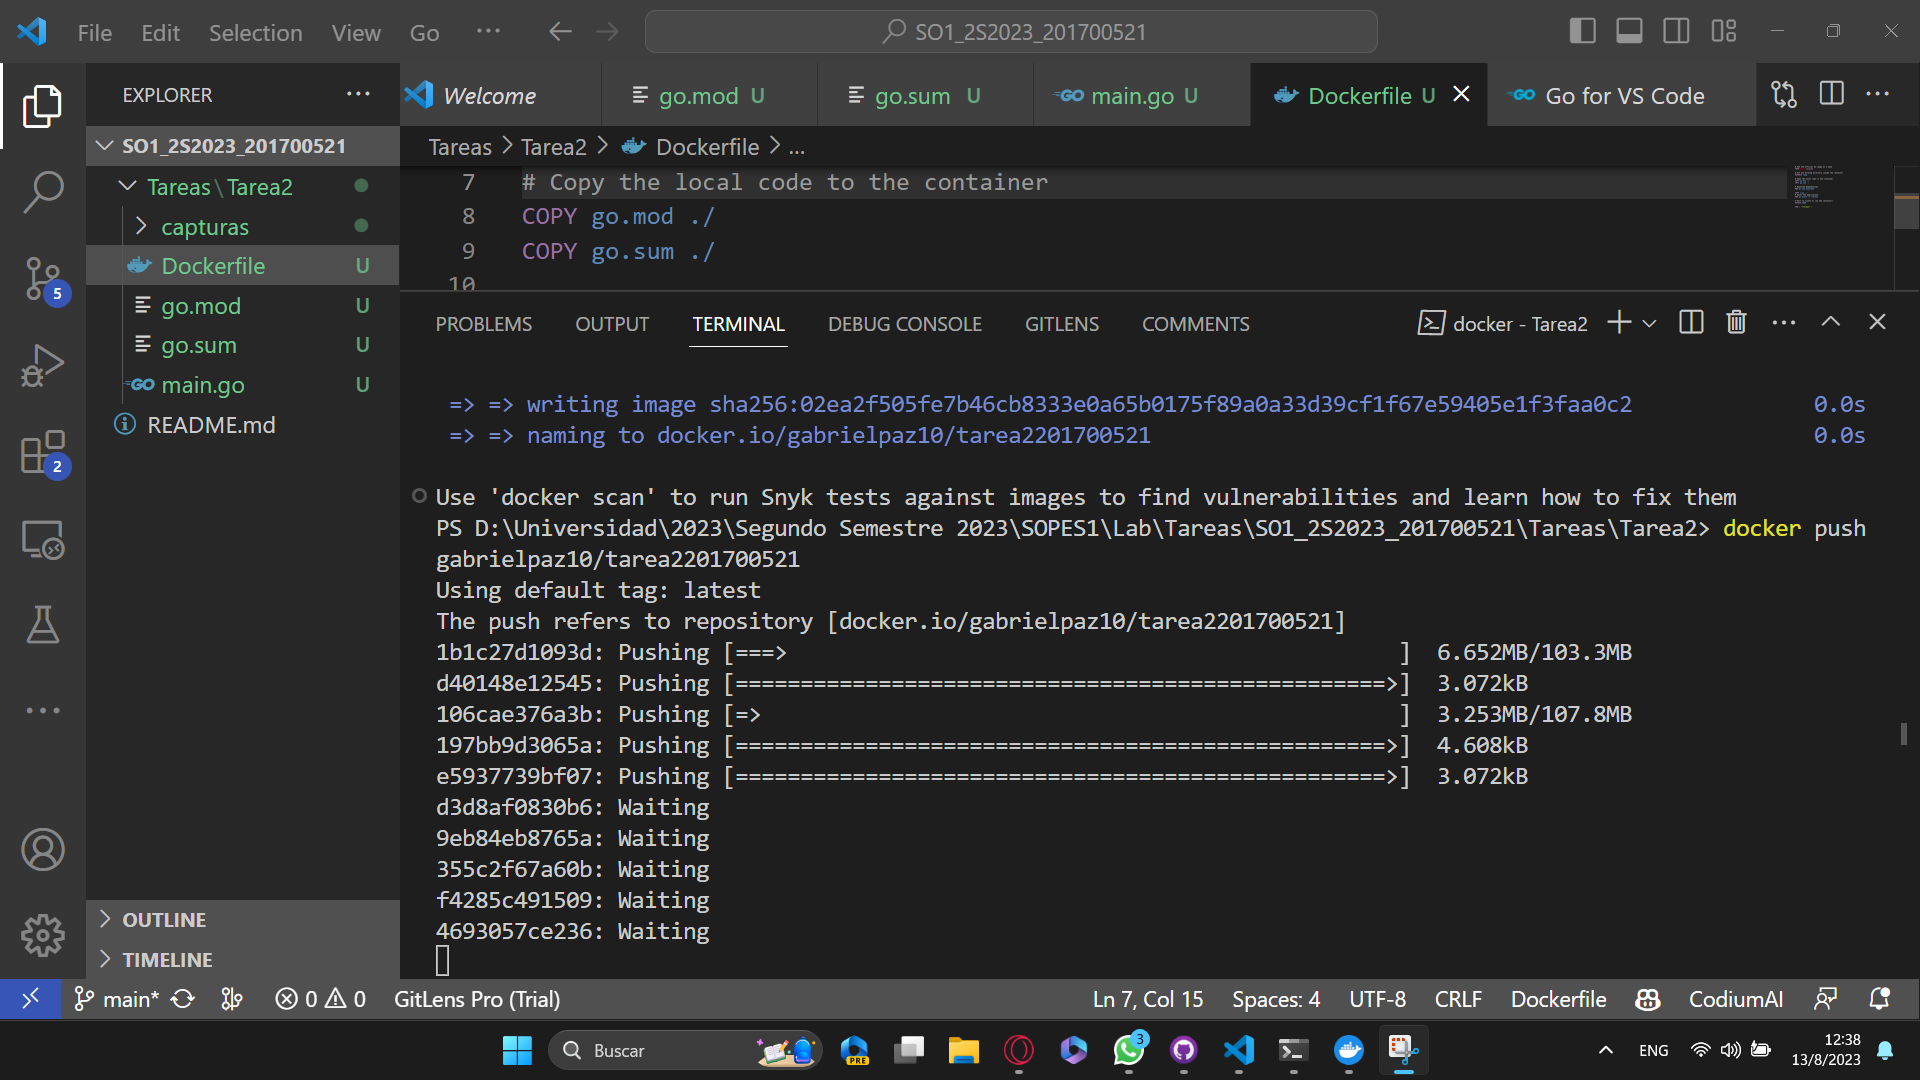 File Edit Selection View Go ··· SO1_2S2023_201700521
EXPLORER ···
Welcome
go.mod U
go.sum U
main.go U
Dockerfile U
Go for VS Code
SO1_2S2023_201700521
Tareas\Tarea2
capturas
Dockerfile U
go.mod U
go.sum U
main.go U
README.md
5
2
OUTLINE
TIMELINE
Tareas > Tarea2 > Dockerfile > ...
7 # Copy the local code to the container
8 COPY go.mod ./
9 COPY go.sum ./
10
PROBLEMS OUTPUT TERMINAL DEBUG CONSOLE GITLENS COMMENTS docker - Tarea2
=> => writing image sha256:02ea2f505fe7b46cb8333e0a65b0175f89a0a33d39cf1f67e59405e1f3faa0c2 0.0s
=> => naming to docker.io/gabrielpaz10/tarea2201700521 0.0s
Use 'docker scan' to run Snyk tests against images to find vulnerabilities and learn how to fix them
PS D:\Universidad\2023\Segundo Semestre 2023\SOPES1\Lab\Tareas\SO1_2S2023_201700521\Tareas\Tarea2> docker push
gabrielpaz10/tarea2201700521
Using default tag: latest
The push refers to repository [docker.io/gabrielpaz10/tarea2201700521]
1b1c27d1093d: Pushing [===> ] 6.652MB/103.3MB
d40148e12545: Pushing [==================================================>] 3.072kB
106cae376a3b: Pushing [=> ] 3.253MB/107.8MB
197bb9d3065a: Pushing [==================================================>] 4.608kB
e5937739bf07: Pushing [==================================================>] 3.072kB
d3d8af0830b6: Waiting
9eb84eb8765a: Waiting
355c2f67a60b: Waiting
f4285c491509: Waiting
4693057ce236: Waiting
main* 0 0 GitLens Pro (Trial) Ln 7, Col 15 Spaces: 4 UTF-8 CRLF Dockerfile CodiumAI
Buscar PRE 3 ENG 12:38
13/8/2023